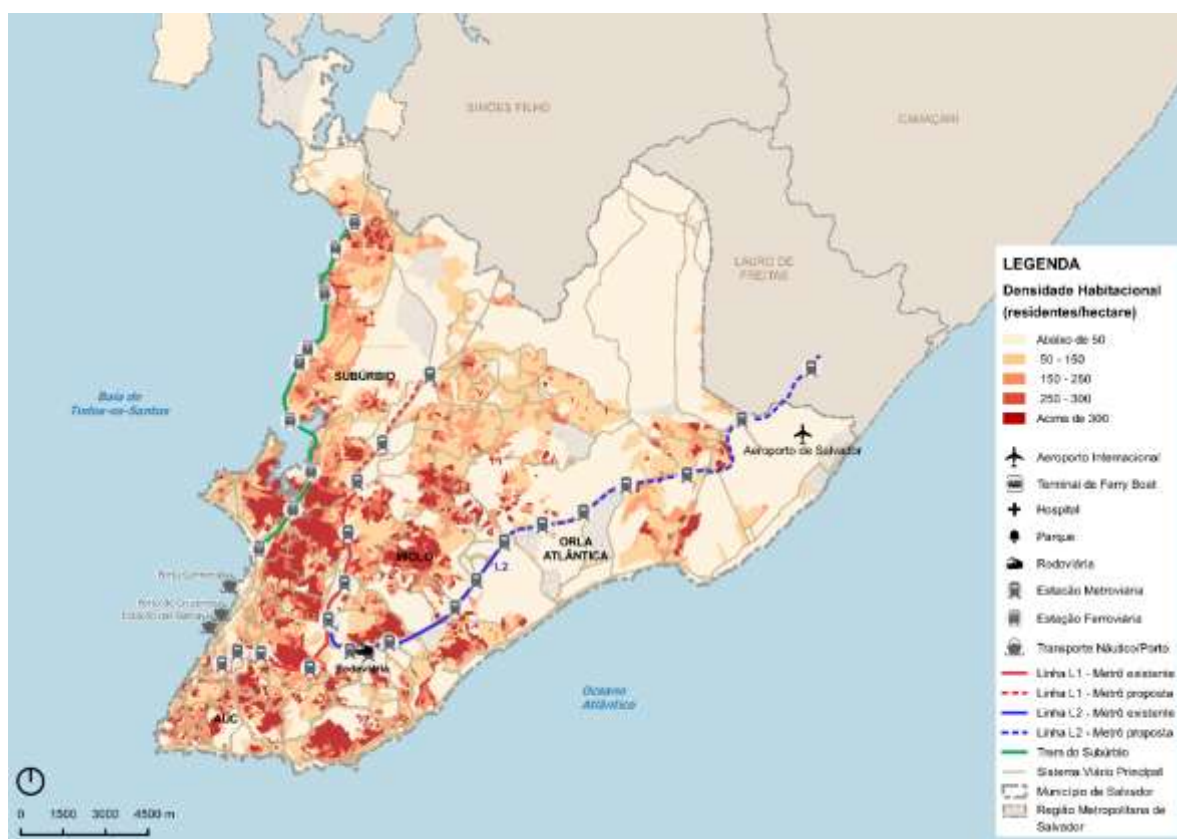 SIMÕES FILHO
CAMAÇARI
LAURO DE
FREITAS
SUBÚRBIO
Baía de
Todos-os-Santos
Aeroporto de Salvador
ORLA
ATLÂNTICA
MIOLO
L2
Rodoviária
AUC
Oceano
Atlântico
0 1500 3000 4500 m
LEGENDA
Densidade Habitacional
(residentes/hectare)
Abaixo de 50
50 - 150
150 - 250
250 - 300
Acima de 300
Aeroporto Internacional
Terminal de Ferry Boat
Hospital
Parque
Rodoviária
Estação Metroviária
Estação Ferroviária
Transporte Náutico/Porto
Linha L1 - Metrô existente
Linha L1 - Metrô proposta
Linha L2 - Metrô existente
Linha L2 - Metrô proposta
Trem do Subúrbio
Sistema Viário Principal
Município de Salvador
Região Metropolitana de
Salvador